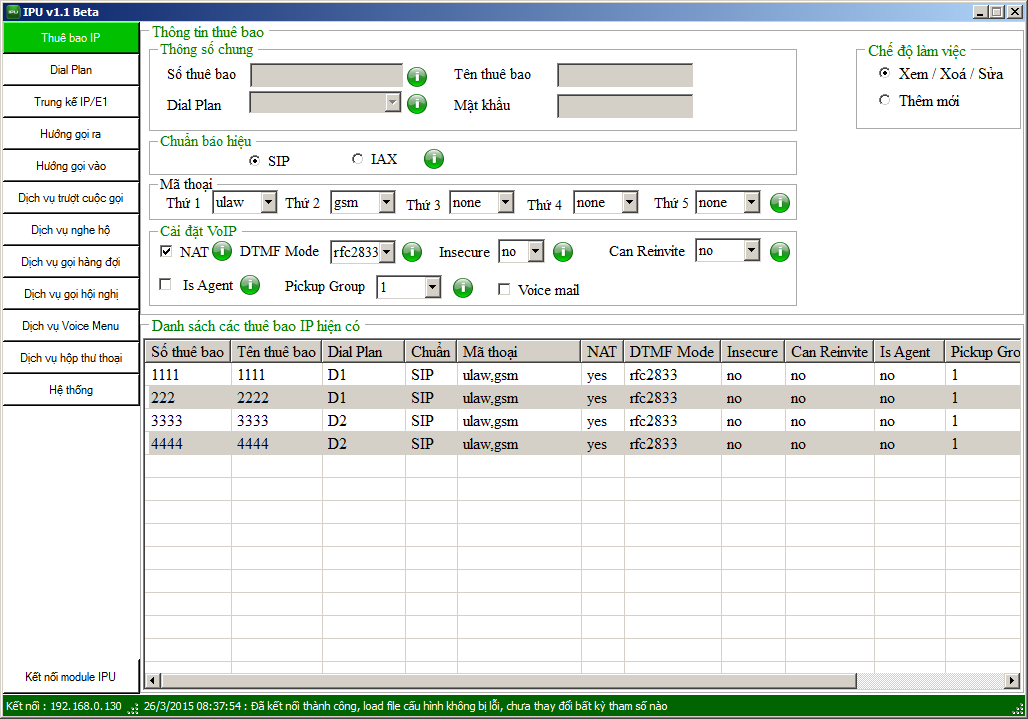 IPU IPU v1.1 Beta
Thuê bao IP
Dial Plan
Trung kế IP/E1
Hướng gọi ra
Hướng gọi vào
Dịch vụ trượt cuộc gọi
Dịch vụ nghe hộ
Dịch vụ gọi hàng đợi
Dịch vụ gọi hội nghị
Dịch vụ Voice Menu
Dịch vụ hộp thư thoại
Hệ thống
Kết nối module IPU
Thông tin thuê bao
Thông số chung
Số thuê bao Tên thuê bao
Dial Plan Mật khẩu
Chế độ làm việc
Xem / Xoá / Sửa
Thêm mới
Chuẩn báo hiệu
SIP IAX
Mã thoại
Thứ 1 ulaw Thứ 2 gsm Thứ 3 none Thứ 4 none Thứ 5 none
Cài đặt VoIP
NAT DTMF Mode rfc2833 Insecure no Can Reinvite no
Is Agent Pickup Group 1 Voice mail
Danh sách các thuê bao IP hiện có
Số thuê bao Tên thuê bao Dial Plan Chuẩn Mã thoại NAT DTMF Mode Insecure Can Reinvite Is Agent Pickup Gro
1111 1111 D1 SIP ulaw,gsm yes rfc2833 no no no 1
222 2222 D1 SIP ulaw,gsm yes rfc2833 no no no 1
3333 3333 D2 SIP ulaw,gsm yes rfc2833 no no no 1
4444 4444 D2 SIP ulaw,gsm yes rfc2833 no no no 1
Kết nối : 192.168.0.130 26/3/2015 08:37:54 : Đã kết nối thành công, load file cấu hình không bị lỗi, chưa thay đổi bất kỳ tham số nào